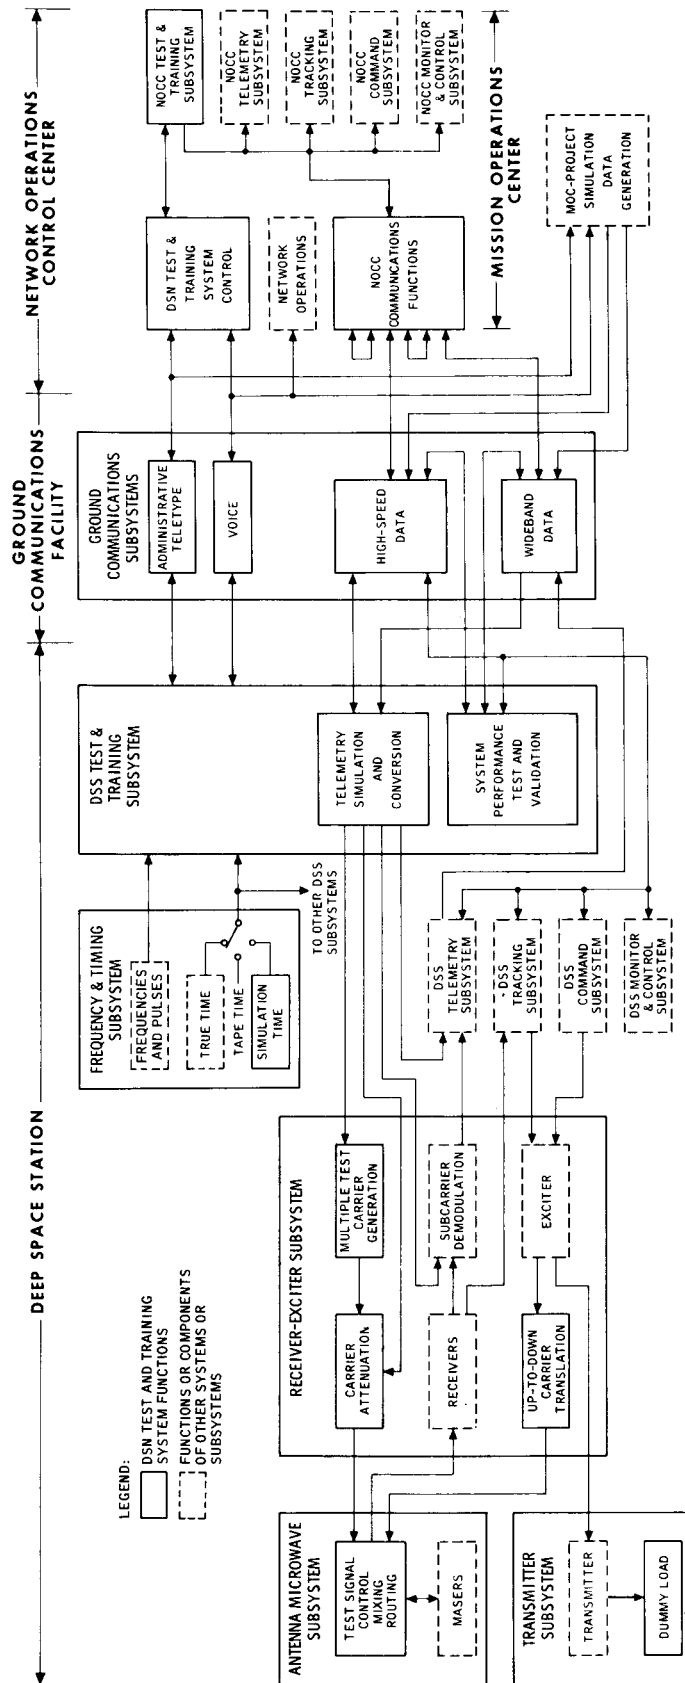 DEEP SPACE STATION
GROUND
COMMUNICATIONS
FACILITY
NETWORK OPERATIONS
CONTROL CENTER
LEGEND:
DSN TEST AND TRAINING
SYSTEM FUNCTIONS
FUNCTIONS OR COMPONENTS
OF OTHER SYSTEMS OR
SUBSYSTEMS
ANTENNA MICROWAVE
SUBSYSTEM
TEST SIGNAL
CONTROL
MIXING
ROUTING
MASERS
TRANSMITTER
SUBSYSTEM
TRANSMITTER
DUMMY LOAD
RECEIVER-EXCITER SUBSYSTEM
CARRIER
ATTENUATION
MULTIPLE TEST
CARRIER
GENERATION
RECEIVERS
SUBCARRIER
DEMODULATION
UP-TO-DOWN
CARRIER
TRANSLATION
EXCITER
FREQUENCY & TIMING
SUBSYSTEM
FREQUENCIES
AND PULSES
TRUE TIME
TAPE TIME
SIMULATION
TIME
TO OTHER DSS
SUBSYSTEMS
DSS
TELEMETRY
SUBSYSTEM
DSS
TRACKING
SUBSYSTEM
DSS
COMMAND
SUBSYSTEM
DSS MONITOR
& CONTROL
SUBSYSTEM
DSS TEST &
TRAINING
SUBSYSTEM
TELEMETRY
SIMULATION
AND
CONVERSION
SYSTEM
PERFORMANCE
TEST AND
VALIDATION
GROUND
COMMUNICATIONS
SUBSYSTEMS
ADMINISTRATIVE
TELETYPE
VOICE
HIGH-SPEED
DATA
WIDEBAND
DATA
DSN TEST &
TRAINING
SYSTEM
CONTROL
NETWORK
OPERATIONS
NOCC
COMMUNICATIONS
FUNCTIONS
NOCC TEST &
TRAINING
SUBSYSTEM
NOCC
TELEMETRY
SUBSYSTEM
NOCC
TRACKING
SUBSYSTEM
NOCC
COMMAND
SUBSYSTEM
NOCC MONITOR
& CONTROL
SUBSYSTEM
MISSION OPERATIONS
CENTER
MOC-PROJECT
SIMULATION
DATA
GENERATION